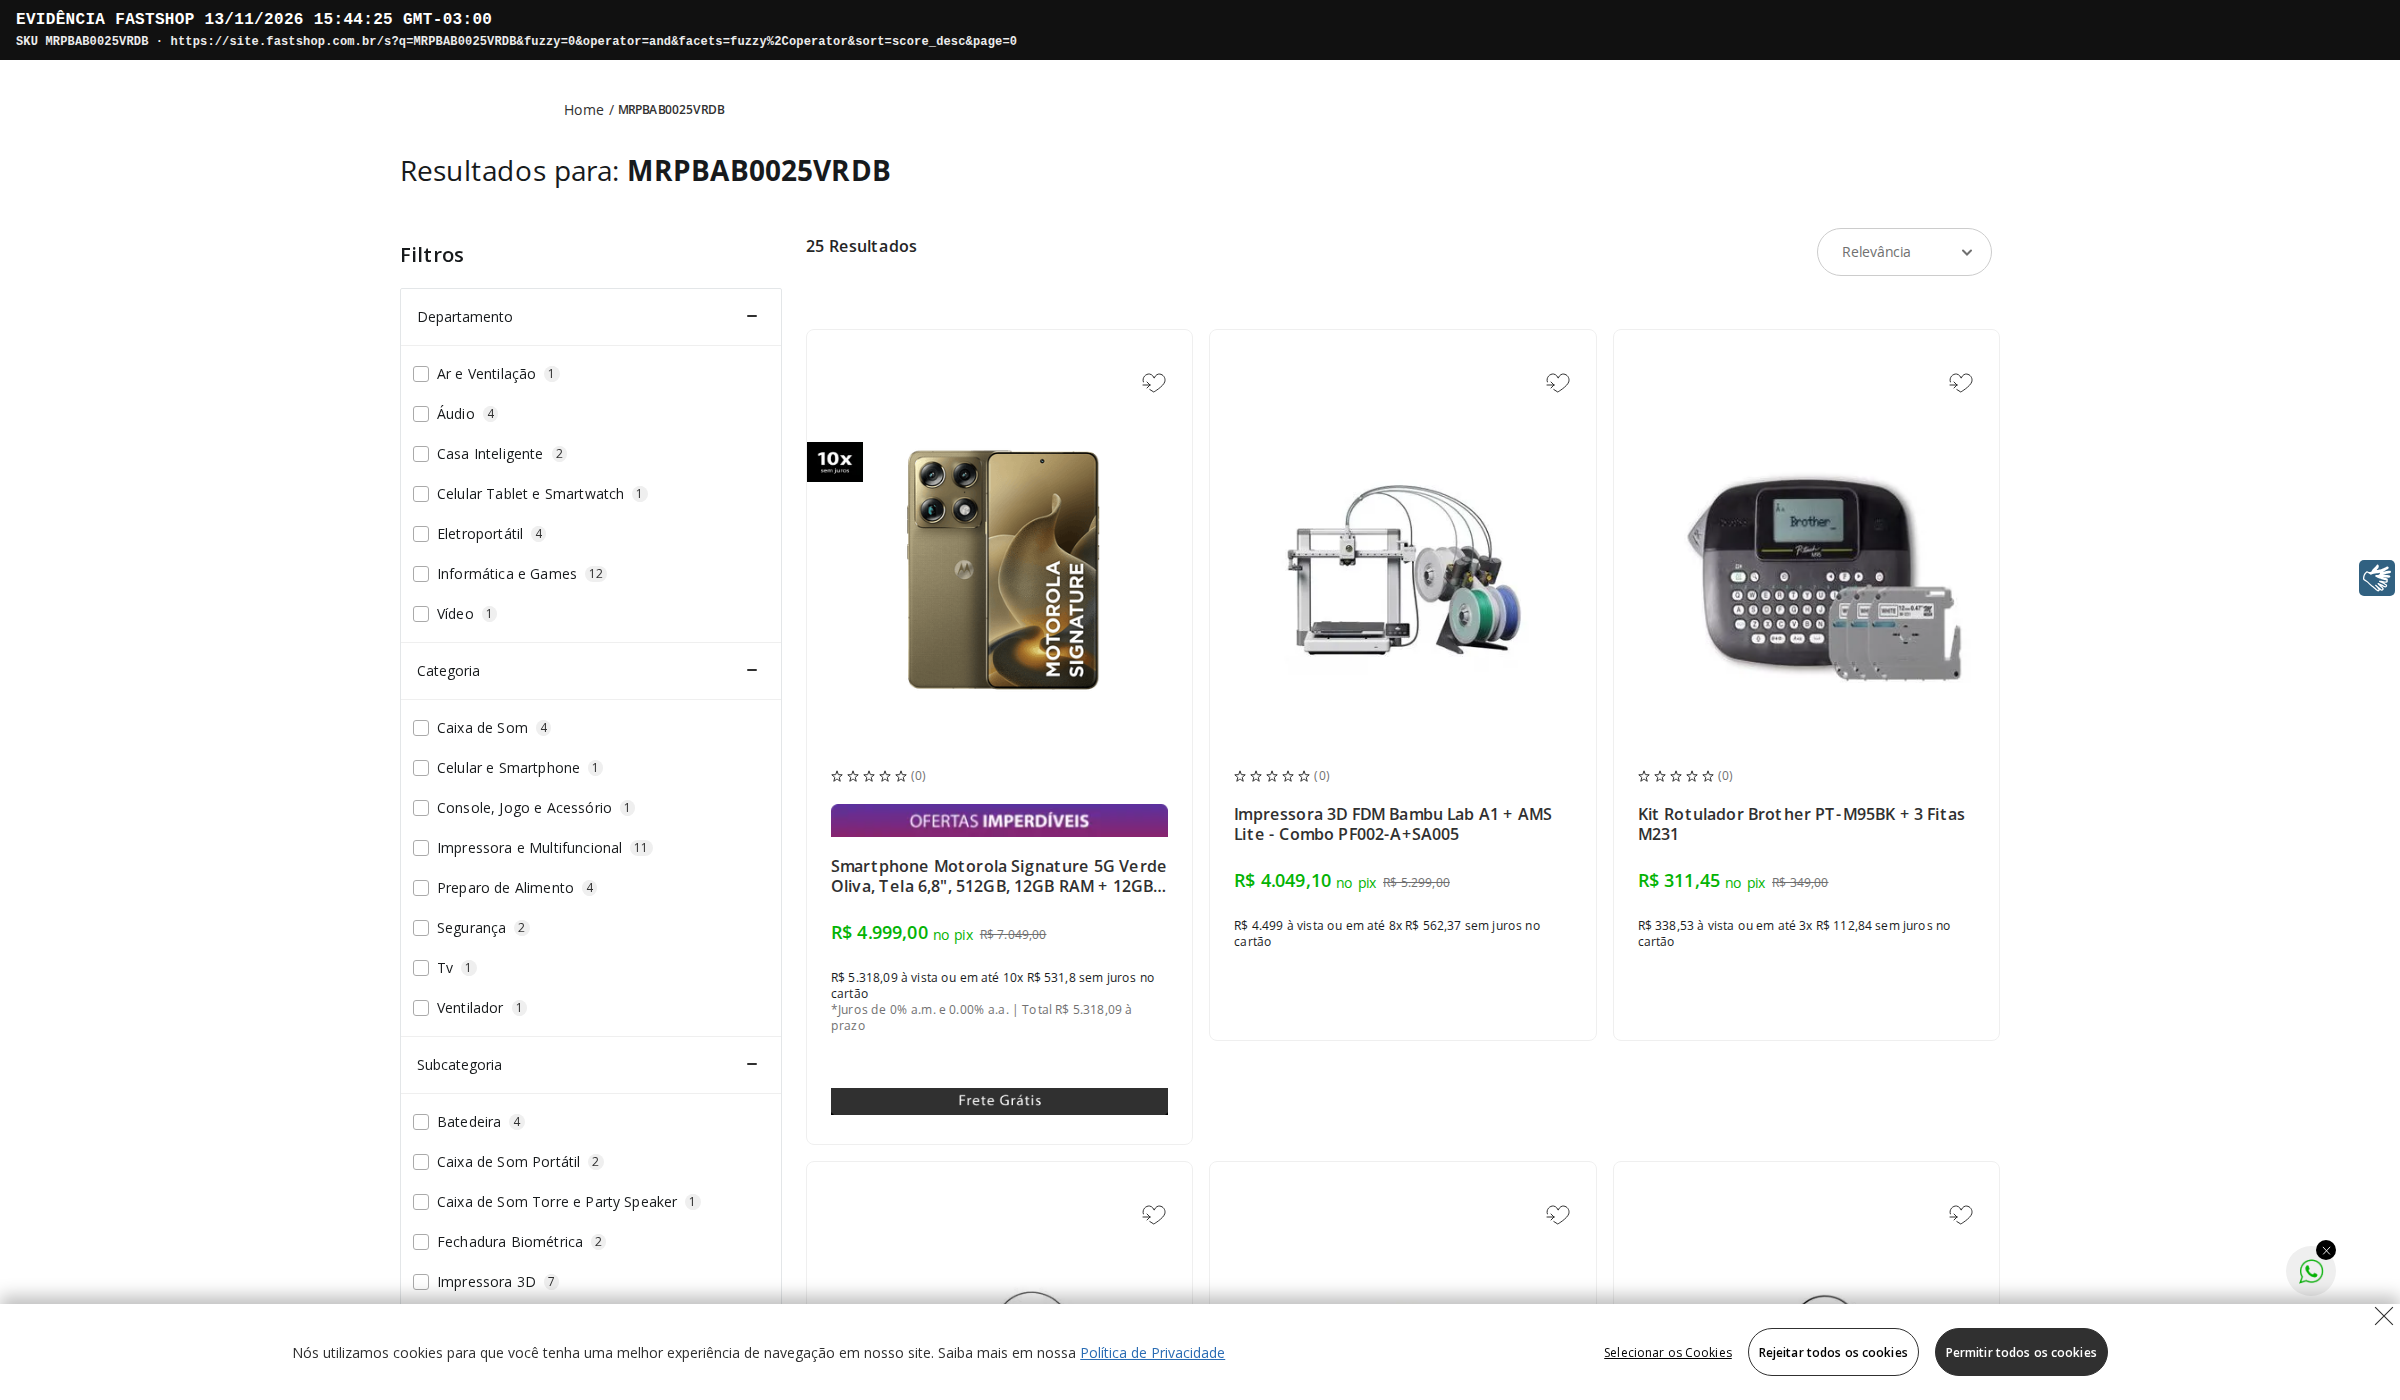 EVIDÊNCIA FASTSHOP 13/11/2026 15:44:25 GMT-03:00
SKU MRPBAB0025VRDB · https://site.fastshop.com.br/s?q=MRPBAB0025VRDB&fuzzy=0&operator=and&facets=fuzzy%2Coperator&sort=score_desc&page=0
Home / MRPBAB0025VRDB
Resultados para: MRPBAB0025VRDB
Filtros
25 Resultados
Relevância
Departamento
Ar e Ventilação 1
Áudio 4
Casa Inteligente 2
Celular Tablet e Smartwatch 1
Eletroportátil 4
Informática e Games 12
Vídeo 1
Categoria
Caixa de Som 4
Celular e Smartphone 1
Console, Jogo e Acessório 1
Impressora e Multifuncional 11
Preparo de Alimento 4
Segurança 2
Tv 1
Ventilador 1
Subcategoria
Batedeira 4
Caixa de Som Portátil 2
Caixa de Som Torre e Party Speaker 1
Fechadura Biométrica 2
Impressora 3D 7
10x
sem juros
MOTOROLA
SIGNATURE
(0)
OFERTAS IMPERDÍVEIS
Smartphone Motorola Signature 5G Verde
Oliva, Tela 6,8", 512GB, 12GB RAM + 12GB...
R$ 4.999,00 no pix R$ 7.049,00
R$ 5.318,09 à vista ou em até 10x R$ 531,8 sem juros no
cartão
*Juros de 0% a.m. e 0.00% a.a. | Total R$ 5.318,09 à
prazo
Frete Grátis
(0)
Impressora 3D FDM Bambu Lab A1 + AMS
Lite - Combo PF002-A+SA005
R$ 4.049,10 no pix R$ 5.299,00
R$ 4.499 à vista ou em até 8x R$ 562,37 sem juros no
cartão
Brother
(0)
Kit Rotulador Brother PT-M95BK + 3 Fitas
M231
R$ 311,45 no pix R$ 349,00
R$ 338,53 à vista ou em até 3x R$ 112,84 sem juros no
cartão
Nós utilizamos cookies para que você tenha uma melhor experiência de navegação em nosso site. Saiba mais em nossa Política de Privacidade
Selecionar os Cookies
Rejeitar todos os cookies
Permitir todos os cookies